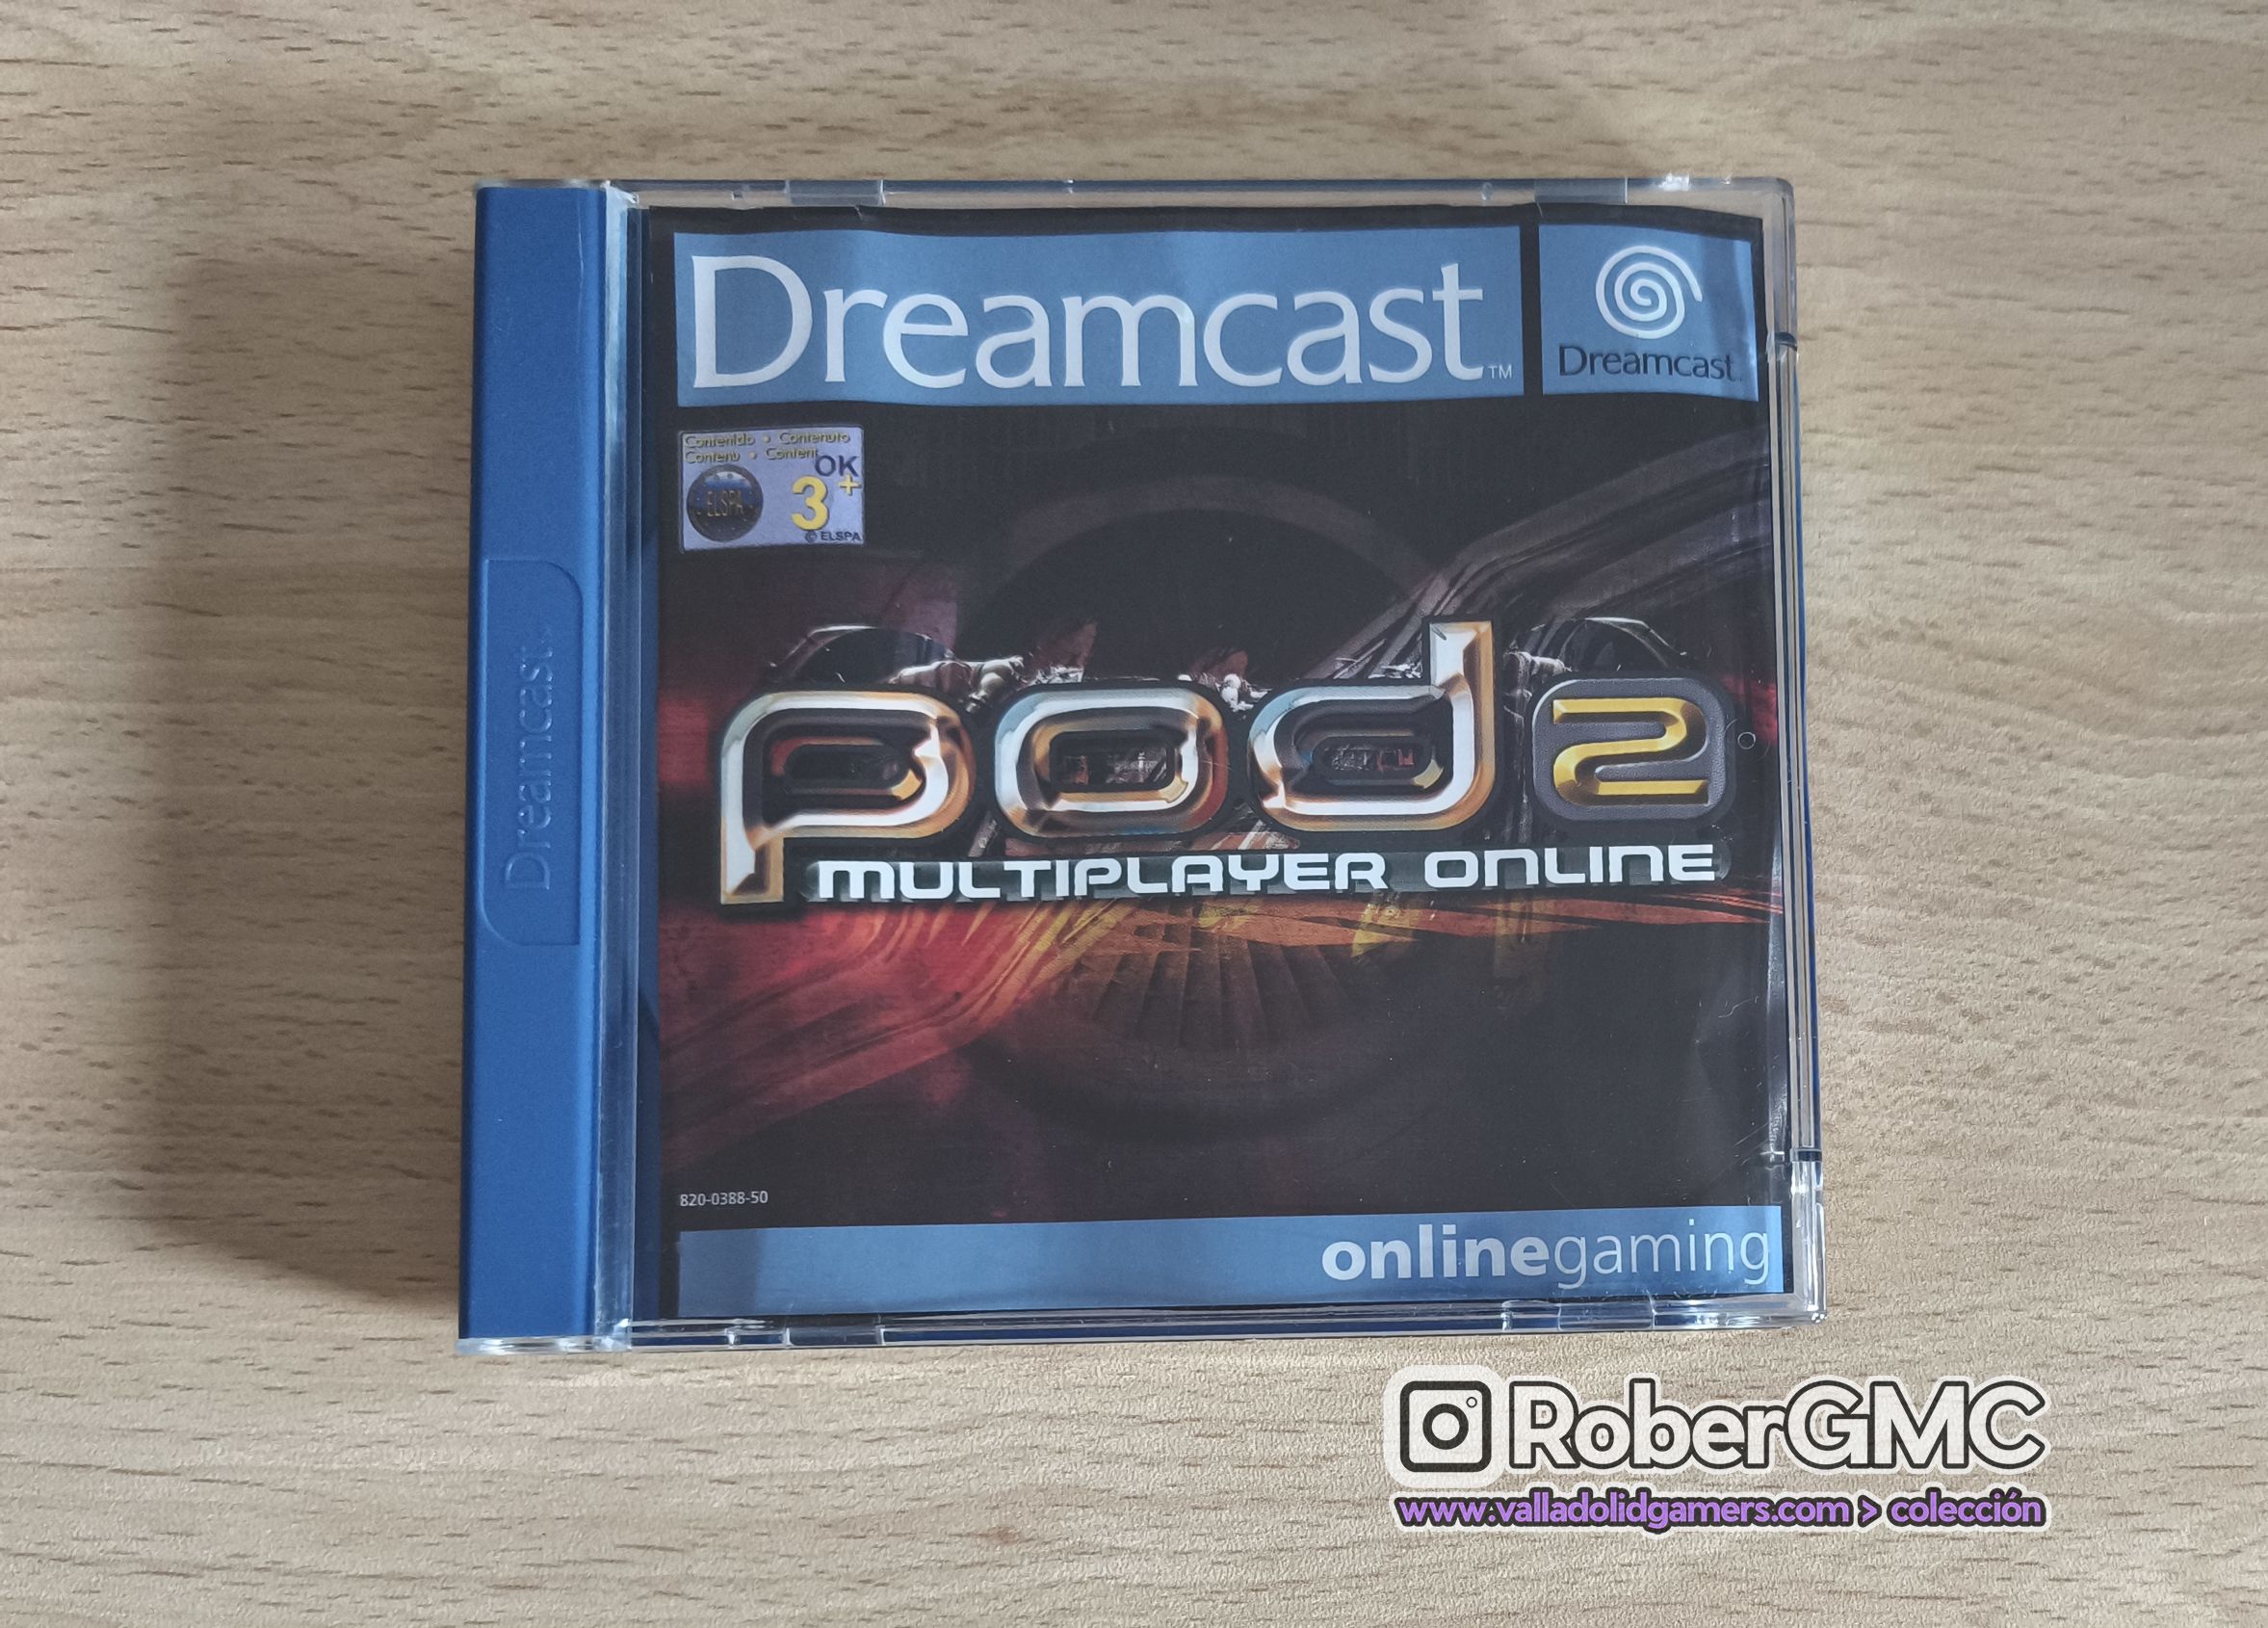 Dreamcast™
Dreamcast
Contenido • Contenuto
Contenu • Content
OK
ELSPA
3+
© ELSPA
Dreamcast
pod2
MULTIPLAYER ONLINE
820-0388-50
onlinegaming
RoberGMC
www.valladolidgamers.com > colección